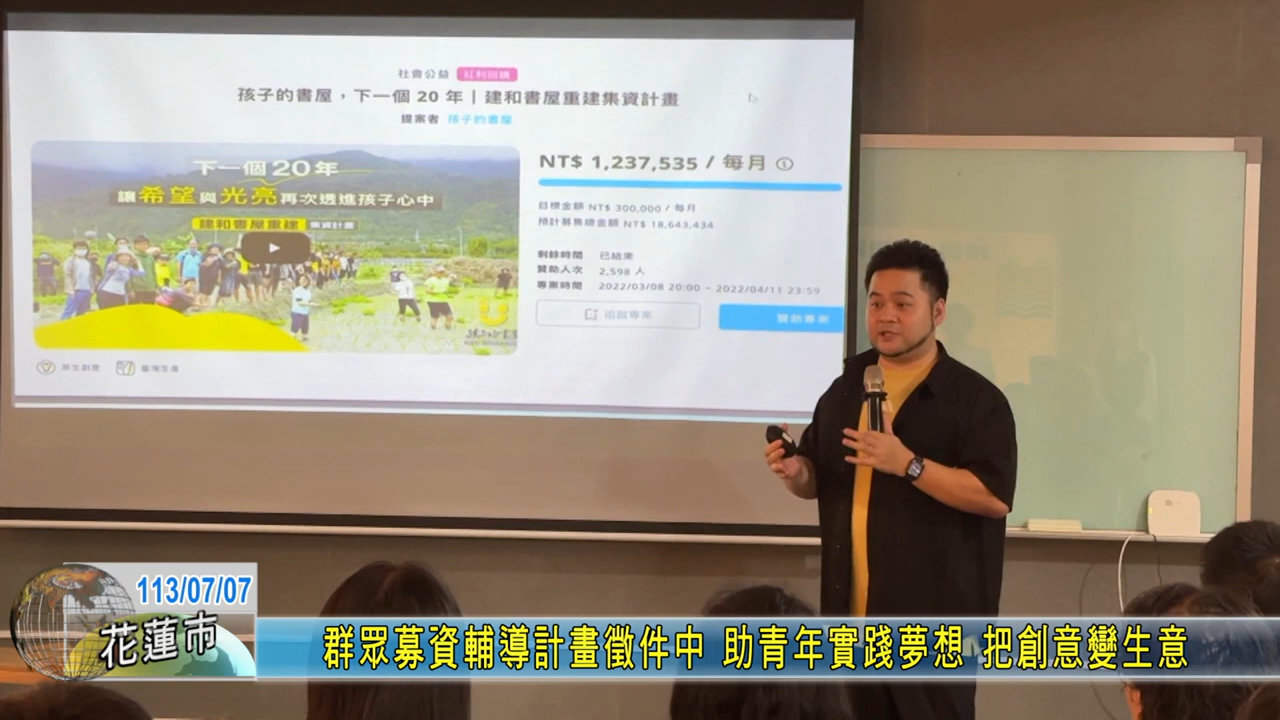 社會公益 紅利回饋
孩子的書屋，下一個 20 年｜建和書屋重建集資計畫
提案者 孩子的書屋
下一個20年
讓希望與光亮再次透進孩子心中
建和書屋重建 集資計畫
NT$ 1,237,535 / 每月
目標金額 NT$ 300,000 / 每月
預計募集總金額 NT$ 18,643,434
剩餘時間 已結束
贊助人次 2,598 人
專案時間 2022/03/08 20:00 ~ 2022/04/11 23:59
追蹤專案 贊助專案
原生創意 臺灣生產
113/07/07
花蓮市
群眾募資輔導計畫徵件中 助青年實踐夢想 把創意變生意